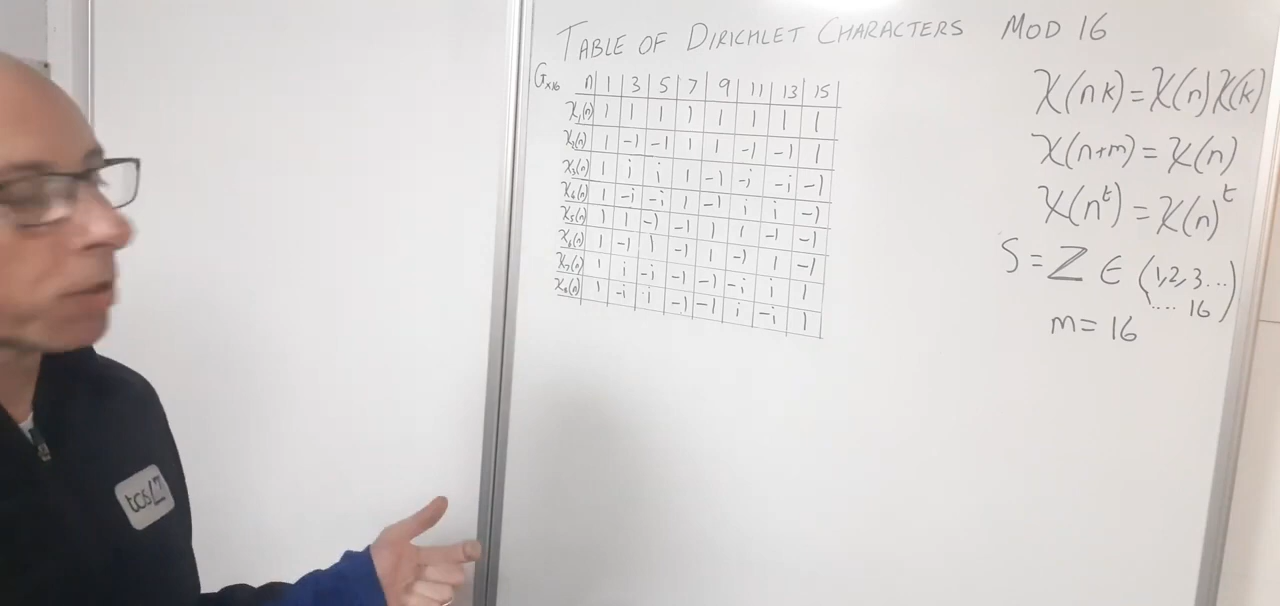 TABLE OF DIRICHLET CHARACTERS MOD 16
Gx16 n 1 3 5 7 9 11 13 15
χ₁(n) 1 1 1 1 1 1 1 1
χ₂(n) 1 -1 -1 1 1 -1 -1 1
χ₃(n) 1 i i 1 -1 -i -i -1
χ₄(n) 1 -i -i 1 -1 i i -1
χ₅(n) 1 1 -1 -1 1 1 -1 -1
χ₆(n) 1 -1 1 -1 1 -1 1 -1
χ₇(n) 1 i -i -1 -1 -i i 1
χ₈(n) 1 -i i -1 -1 i -i 1
χ(nk)=χ(n)χ(k)
χ(n+m)=χ(n)
χ(nᵗ)=χ(n)ᵗ
S=ℤ∈(1,2,3...
.... 16)
m=16